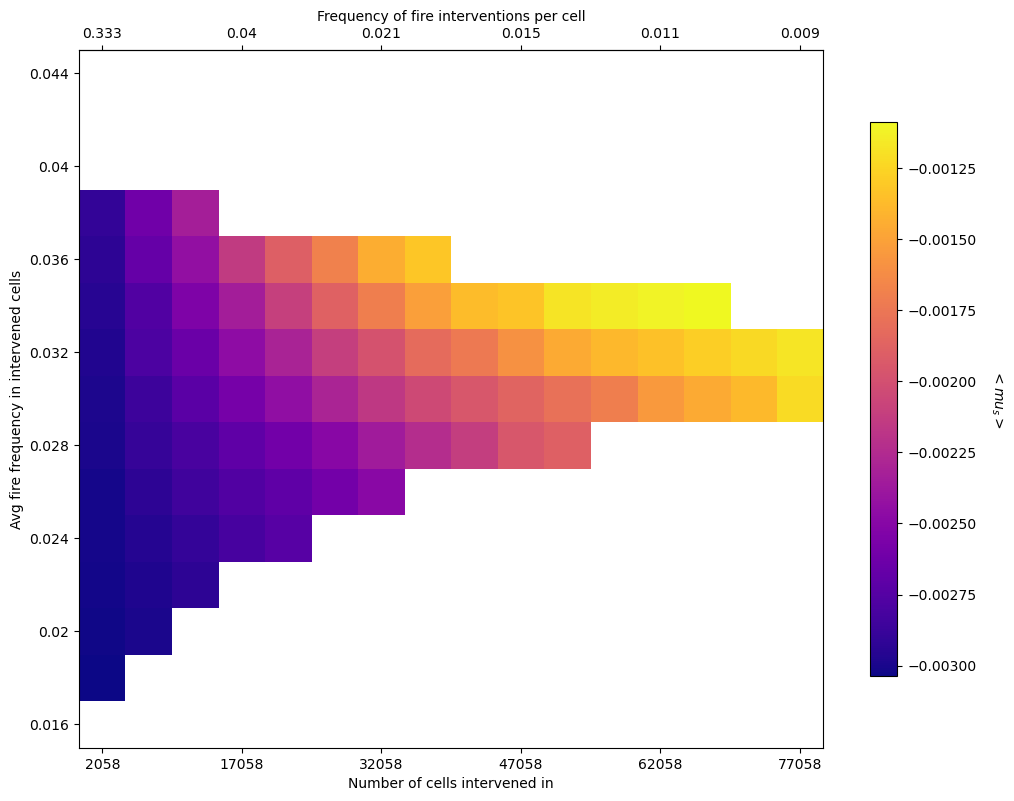 Frequency of fire interventions per cell
0.333 0.04 0.021 0.015 0.011 0.009
0.044
0.04
0.036
0.032
0.028
0.024
0.02
0.016
Avg fire frequency in intervened cells
2058 17058 32058 47058 62058 77058
Number of cells intervened in
−0.00125
−0.00150
−0.00175
−0.00200
−0.00225
−0.00250
−0.00275
−0.00300
< mu_s >